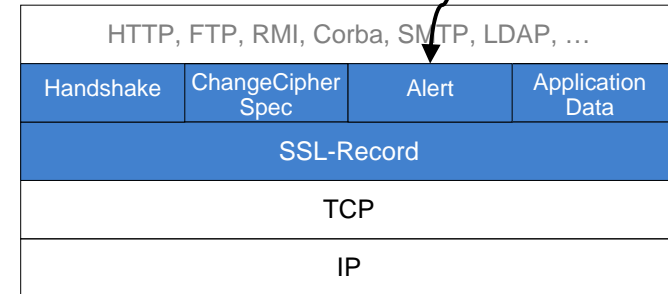 HTTP, FTP, RMI, Corba, SMTP, LDAP, …
Handshake
ChangeCipher
Spec
Alert
Application
Data
SSL-Record
TCP
IP